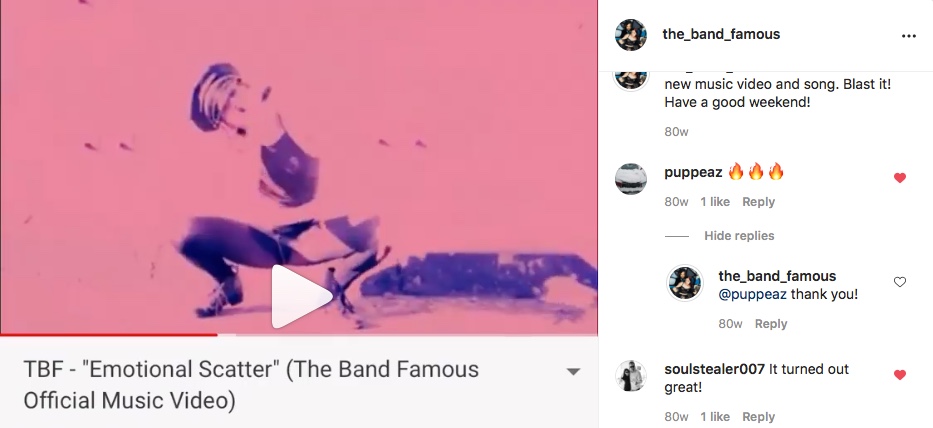 TBF - "Emotional Scatter" (The Band Famous
Official Music Video)
the_band_famous
new music video and song. Blast it!
Have a good weekend!
80w
puppeaz 🔥🔥🔥
80w 1 like Reply
Hide replies
the_band_famous
@puppeaz thank you!
80w Reply
soulstealer007 It turned out
great!
80w 1 like Reply